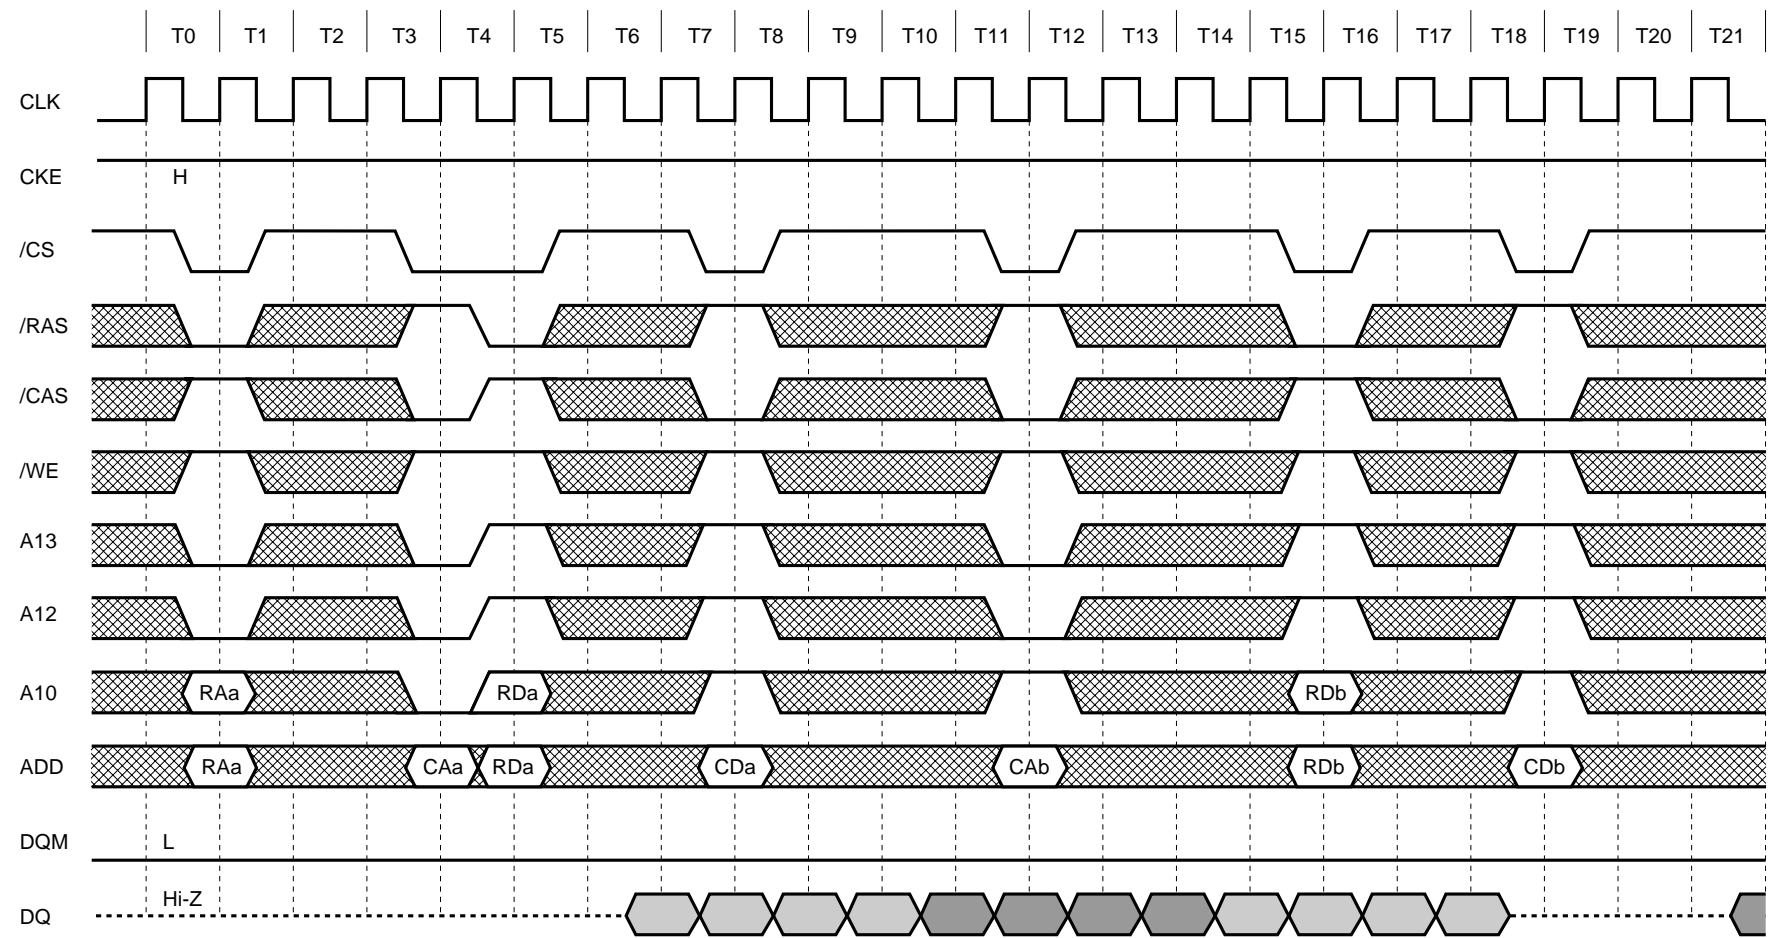 T0 T1 T2 T3 T4 T5 T6 T7 T8 T9 T10 T11 T12 T13 T14 T15 T16 T17 T18 T19 T20 T21
CLK
CKE H
/CS
/RAS
/CAS
/WE
A13
A12
A10 RAa RDa RDb
ADD RAa CAa RDa CDa CAb RDb CDb
DQM L
Hi-Z
DQ